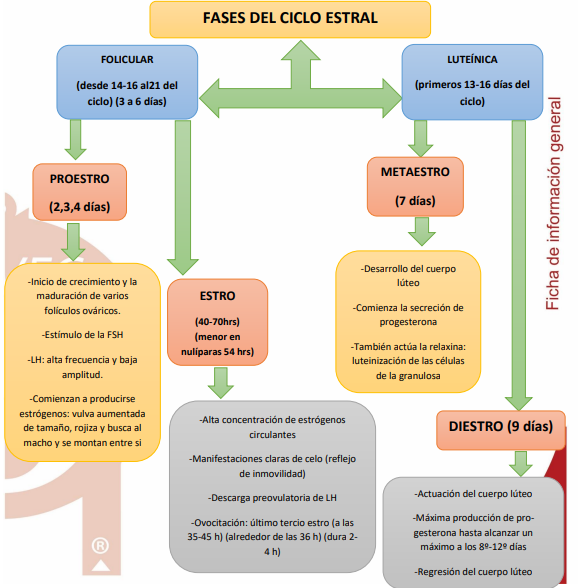 FASES DEL CICLO ESTRAL
FOLICULAR
(desde 14-16 al21 del
ciclo) (3 a 6 días)
LUTEÍNICA
(primeros 13-16 días del
ciclo)
PROESTRO
(2,3,4 días)
METAESTRO
(7 días)
-Inicio de crecimiento y la
maduración de varios
folículos ováricos.
-Estímulo de la FSH
-LH: alta frecuencia y baja
amplitud.
-Comienzan a producirse
estrógenos: vulva aumentada
de tamaño, rojiza y busca al
macho y se montan entre si
ESTRO
(40-70hrs)
(menor en
nulíparas 54 hrs)
-Desarrollo del cuerpo
lúteo
-Comienza la secreción de
progesterona
-También actúa la relaxina:
luteinización de las células
de la granulosa
-Alta concentración de estrógenos
circulantes
-Manifestaciones claras de celo (reflejo
de inmovilidad)
-Descarga preovulatoria de LH
-Ovocitación: último tercio estro (a las
35-45 h) (alrededor de las 36 h) (dura 2-
4 h)
DIESTRO (9 días)
-Actuación del cuerpo lúteo
-Máxima producción de pro-
gesterona hasta alcanzar un
máximo a los 8º-12º días
-Regresión del cuerpo lúteo
Ficha de información general
®